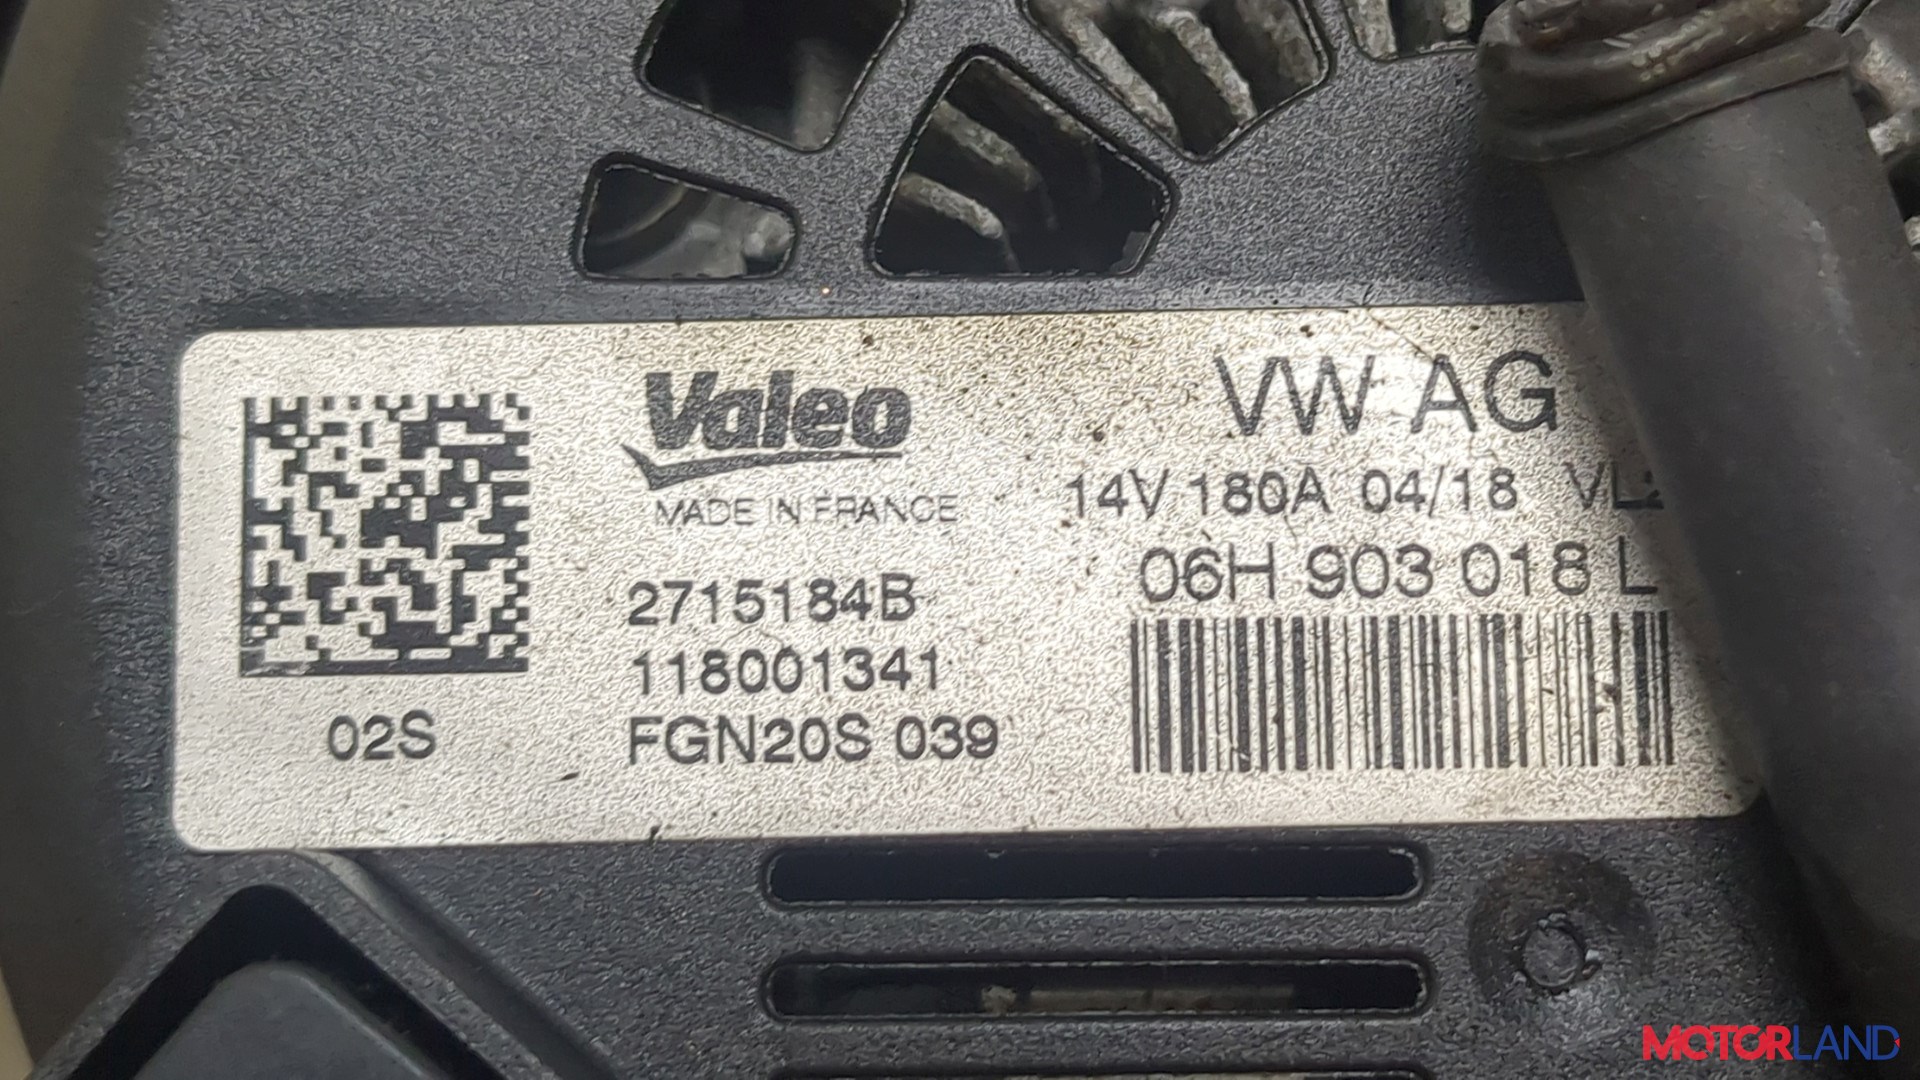 Valeo
MADE IN FRANCE
2715184B
118001341
FGN20S 039
02S
VW AG
14V 180A 04/18
06H 903 018 L
MOTORLAND